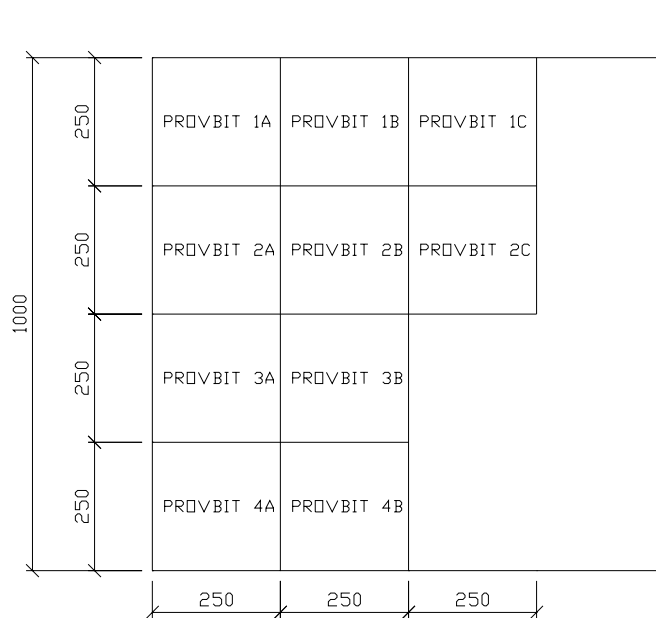 250
PROVBIT 1A
PROVBIT 1B
PROVBIT 1C
250
PROVBIT 2A
PROVBIT 2B
PROVBIT 2C
1000
250
PROVBIT 3A
PROVBIT 3B
250
PROVBIT 4A
PROVBIT 4B
250
250
250